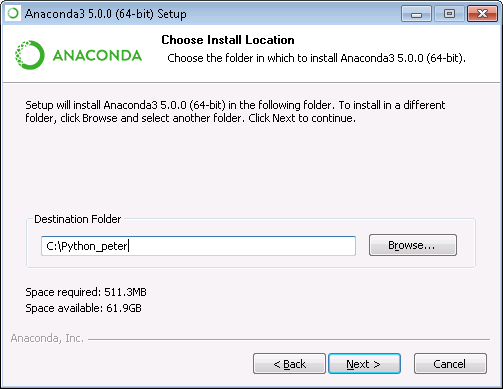 Anaconda3 5.0.0 (64-bit) Setup
ANACONDA
Choose Install Location
Choose the folder in which to install Anaconda3 5.0.0 (64-bit).
Setup will install Anaconda3 5.0.0 (64-bit) in the following folder. To install in a different
folder, click Browse and select another folder. Click Next to continue.
Destination Folder
C:\Python_peter
Browse...
Space required: 511.3MB
Space available: 61.9GB
Anaconda, Inc.
< Back
Next >
Cancel